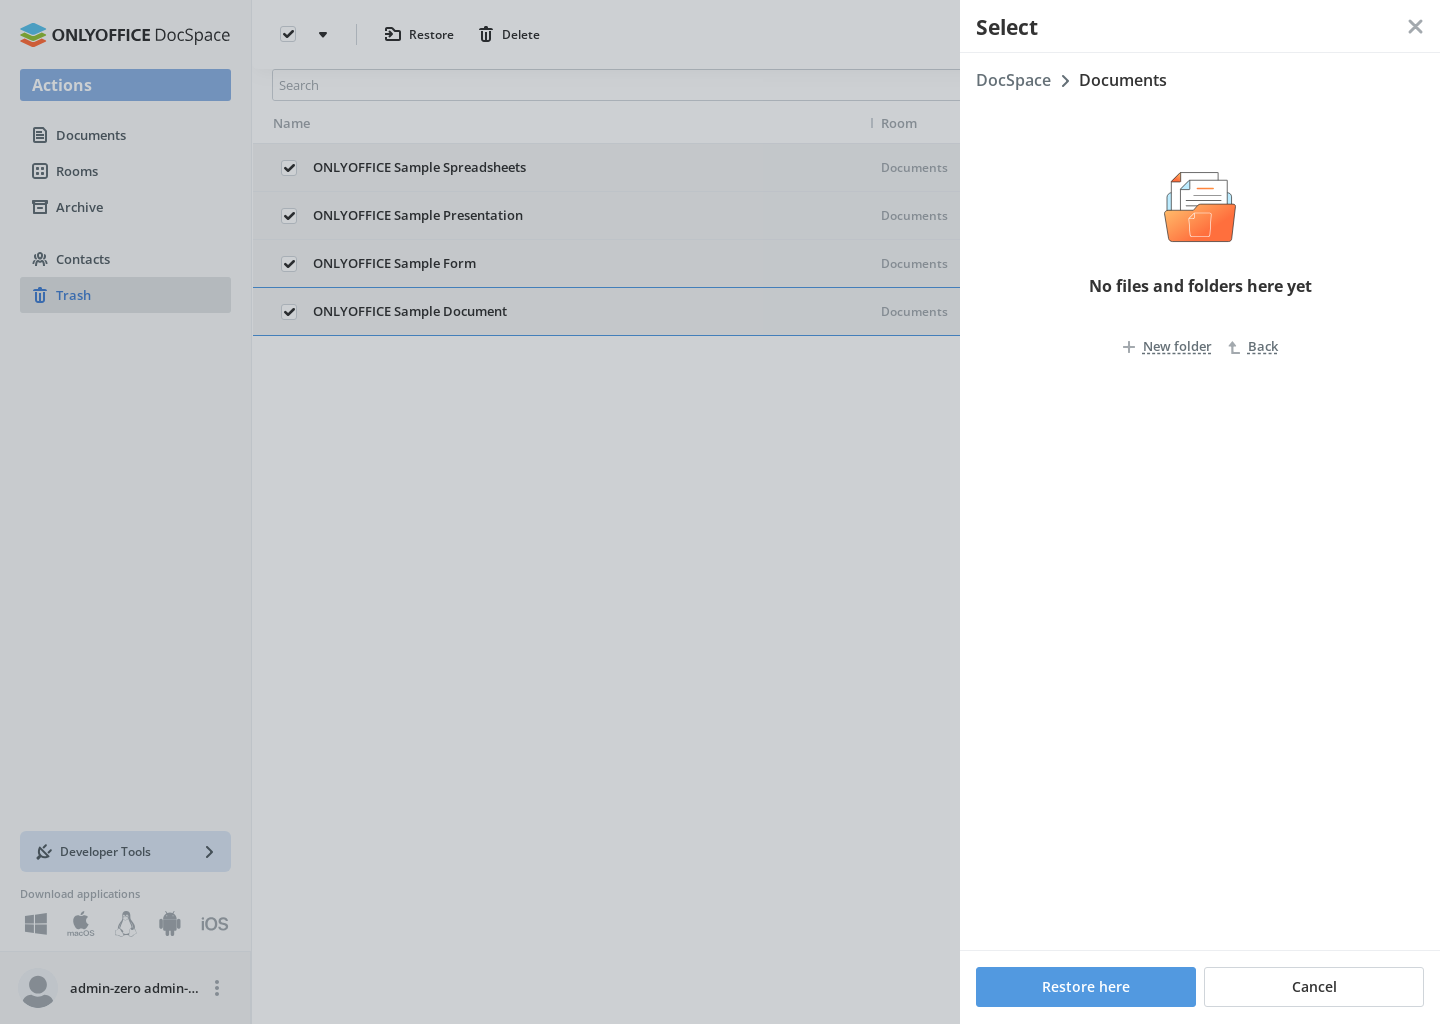 ONLYOFFICE DocSpace
Actions
Documents
Rooms
Archive
Contacts
Trash
Developer Tools
Download applications
macOS
iOS
admin-zero admin-...
Restore
Delete
Search
Name
Room
ONLYOFFICE Sample Spreadsheets
Documents
ONLYOFFICE Sample Presentation
Documents
ONLYOFFICE Sample Form
Documents
ONLYOFFICE Sample Document
Documents
Select
DocSpace > Documents
No files and folders here yet
New folder
Back
Restore here
Cancel